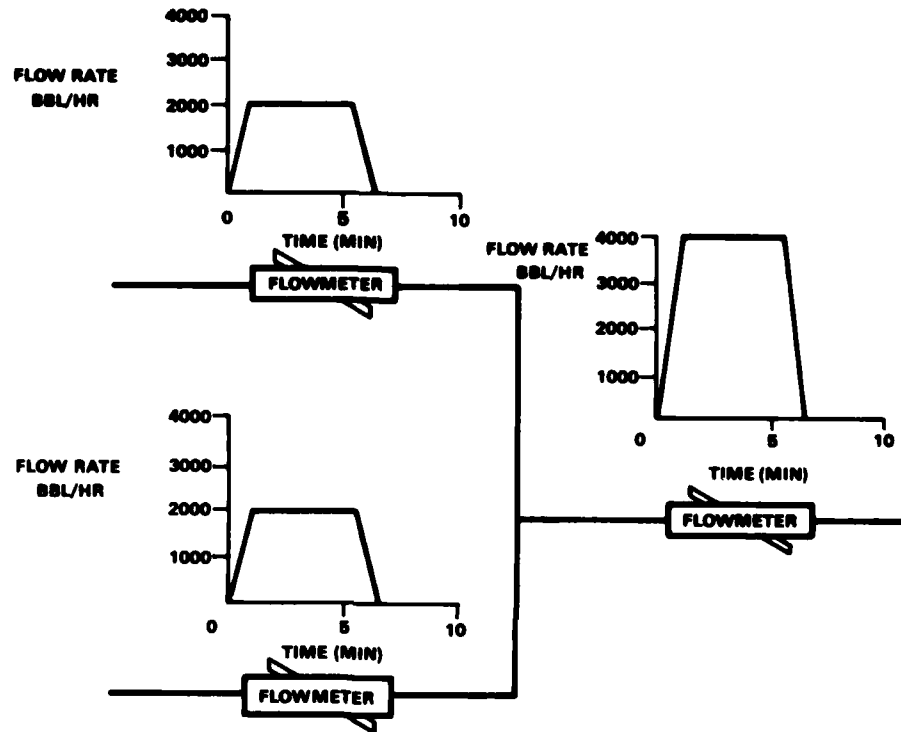 4000
3000
FLOW RATE
BBL/HR
2000
1000
0
5
10
TIME (MIN)
FLOWMETER
FLOW RATE
BBL/HR
4000
3000
2000
1000
0
5
10
TIME (MIN)
FLOWMETER
4000
3000
FLOW RATE
BBL/HR
2000
1000
0
5
10
TIME (MIN)
FLOWMETER